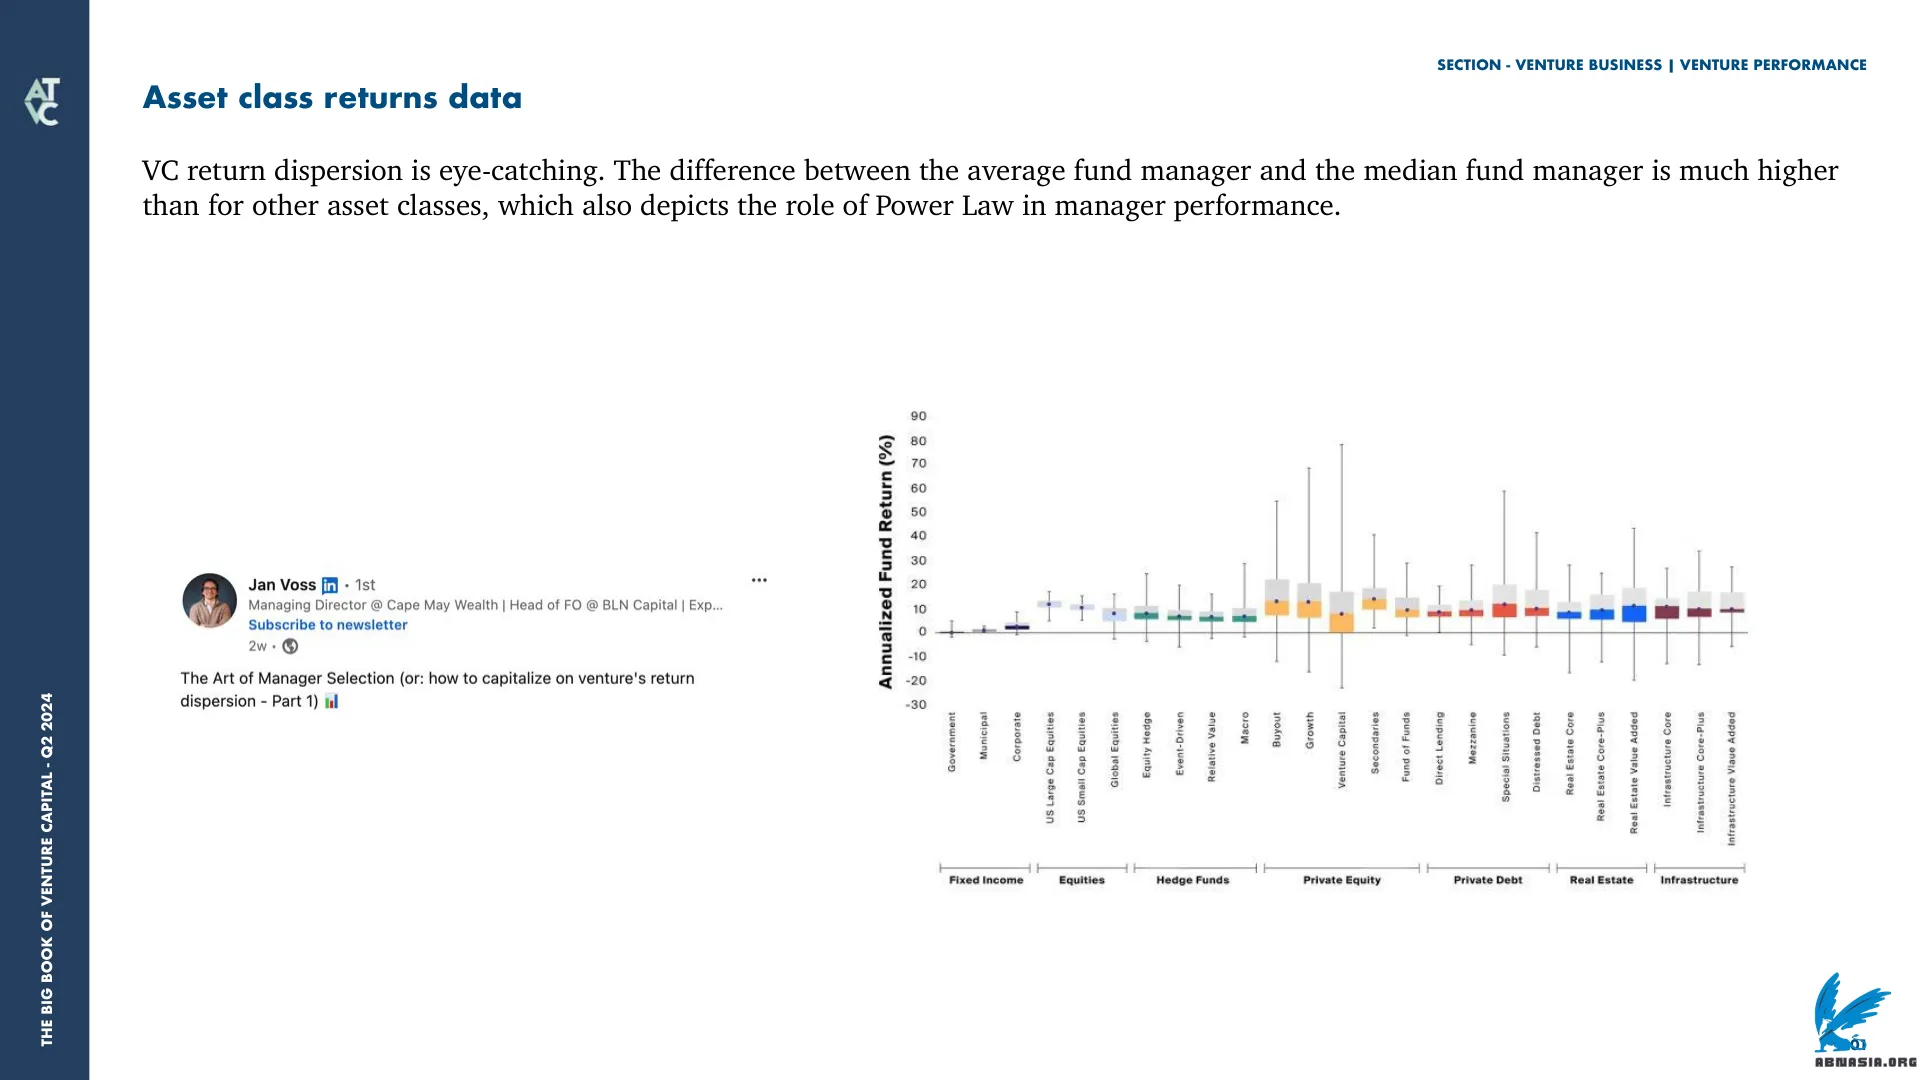 SECTION - VENTURE BUSINESS | VENTURE PERFORMANCE
AT
VC
Asset class returns data
VC return dispersion is eye-catching. The difference between the average fund manager and the median fund manager is much higher
than for other asset classes, which also depicts the role of Power Law in manager performance.
Jan Voss in • 1st
Managing Director @ Cape May Wealth | Head of FO @ BLN Capital | Exp...
Subscribe to newsletter
2w •
The Art of Manager Selection (or: how to capitalize on venture's return
dispersion - Part 1)
Annualized Fund Return (%)
90
80
70
60
50
40
30
20
10
0
-10
-20
-30
Government
Municipal
Corporate
US Large Cap Equities
US Small Cap Equities
Global Equities
Equity Hedge
Event-Driven
Relative Value
Macro
Buyout
Growth
Venture Capital
Secondaries
Fund of Funds
Direct Lending
Mezzanine
Special Situations
Distressed Debt
Real Estate Core
Real Estate Core-Plus
Real Estate Value Added
Infrastructure Core
Infrastructure Core-Plus
Infrastructure Vlaue Added
Fixed Income
Equities
Hedge Funds
Private Equity
Private Debt
Real Estate
Infrastructure
THE BIG BOOK OF VENTURE CAPITAL - Q2 2024
ABNASIA.ORG